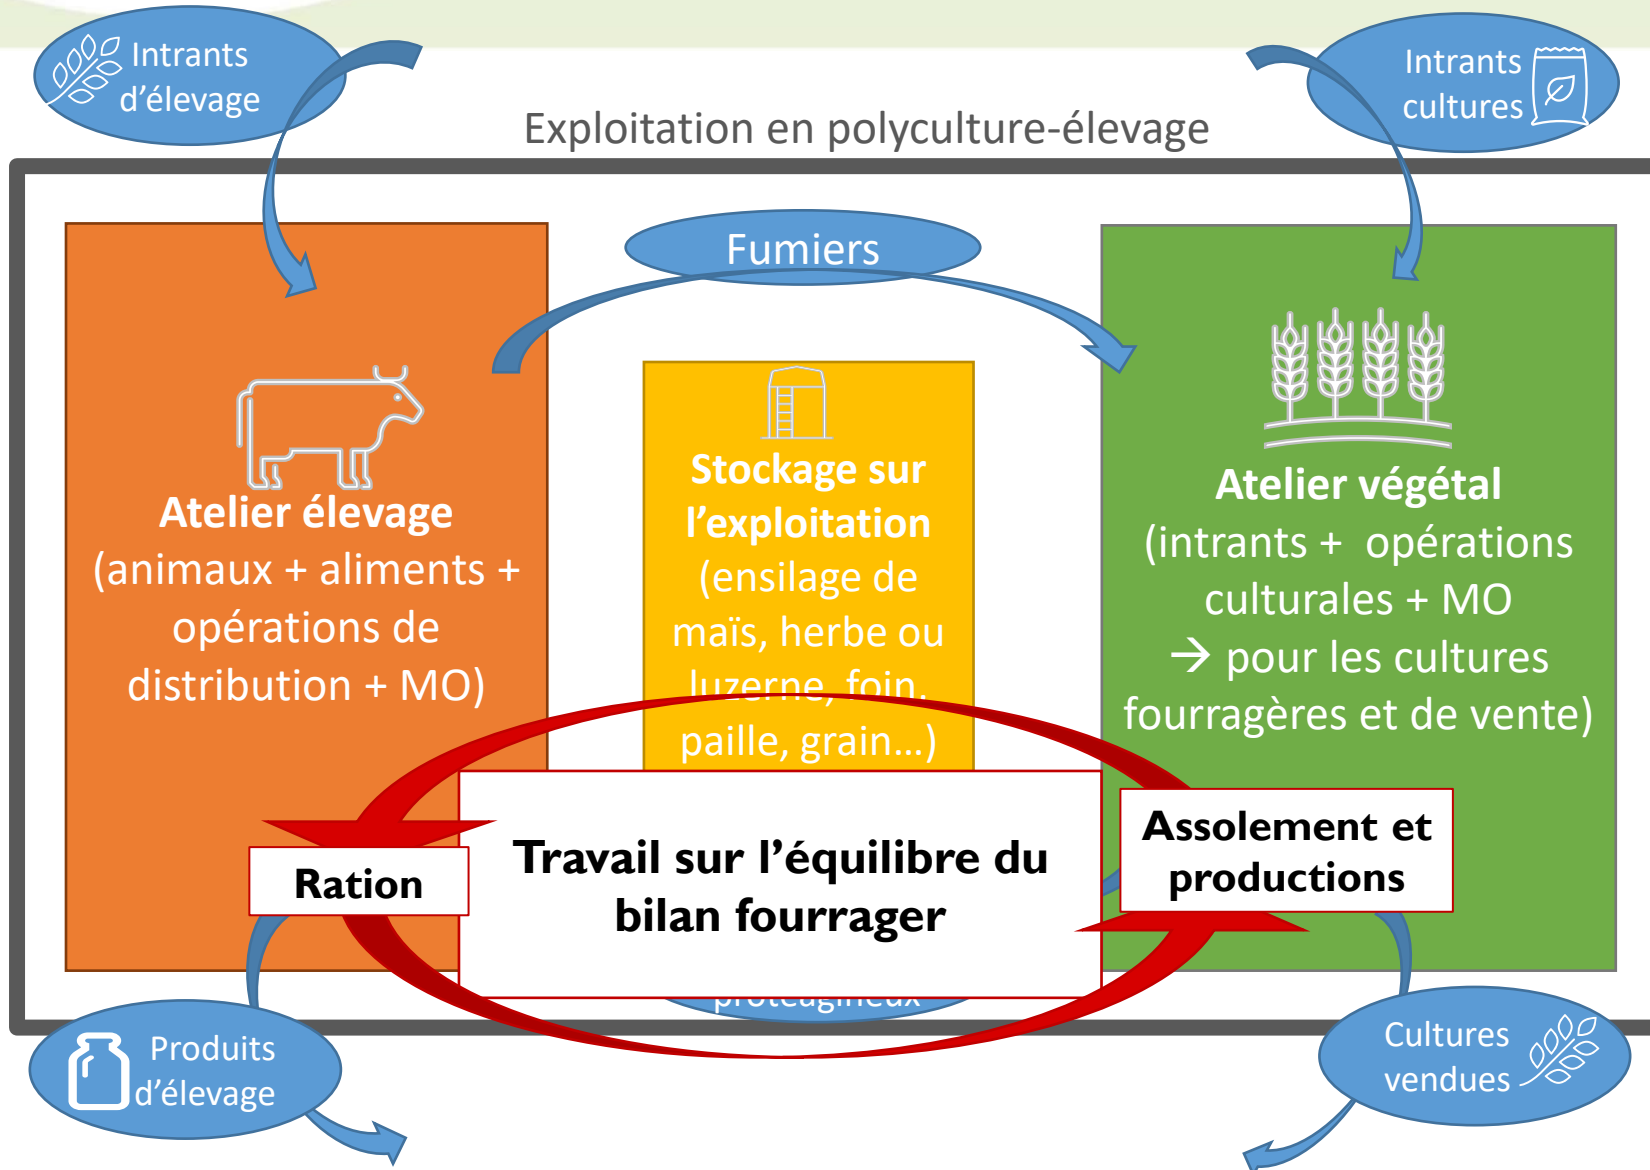 Intrants
d'élevage
Intrants
cultures
Exploitation en polyculture-élevage
Fumiers
Atelier élevage
(animaux + aliments +
opérations de
distribution + MO)
Stockage sur
l'exploitation
(ensilage de
maïs, herbe ou
luzerne, foin,
paille, grain...)
Atelier végétal
(intrants + opérations
culturales + MO
→ pour les cultures
fourragères et de vente)
Ration
Travail sur l'équilibre du
bilan fourrager
Assolement et
productions
protéagineux
Produits
d'élevage
Cultures
vendues